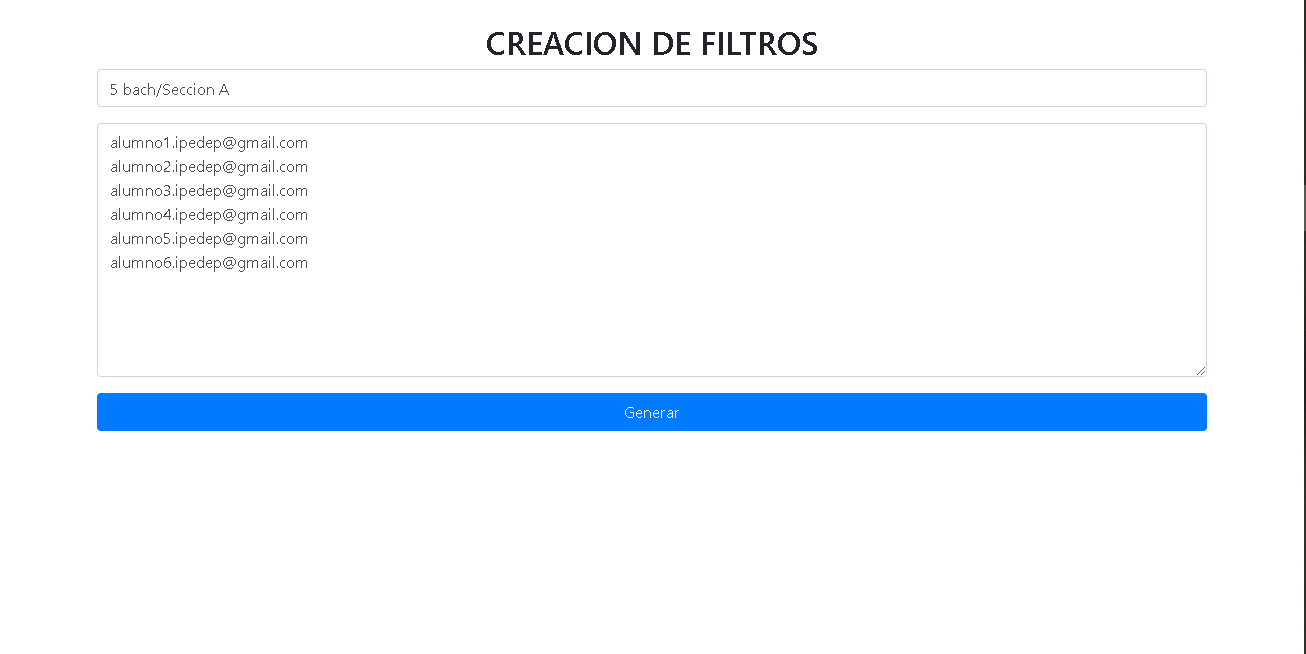 CREACION DE FILTROS
5 bach/Seccion A
alumno1.ipedep@gmail.com
alumno2.ipedep@gmail.com
alumno3.ipedep@gmail.com
alumno4.ipedep@gmail.com
alumno5.ipedep@gmail.com
alumno6.ipedep@gmail.com
Generar